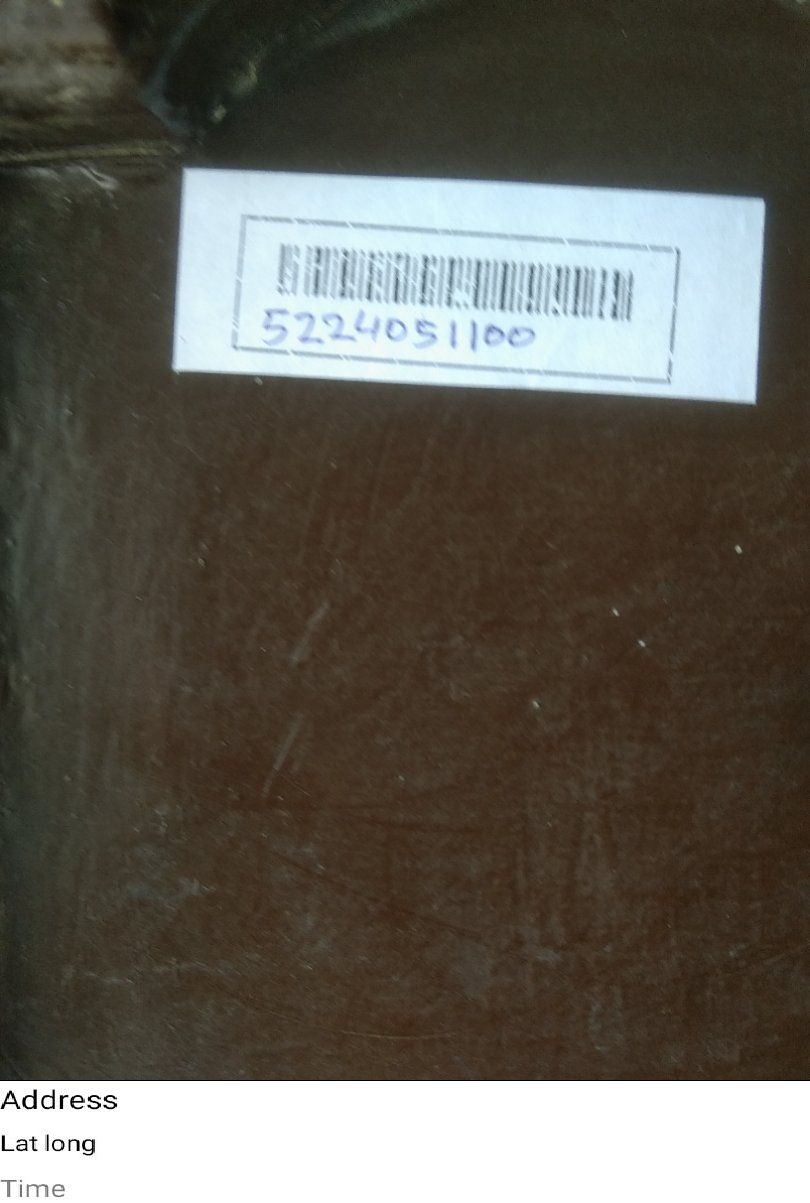 5224051100
Address
Lat long
Time